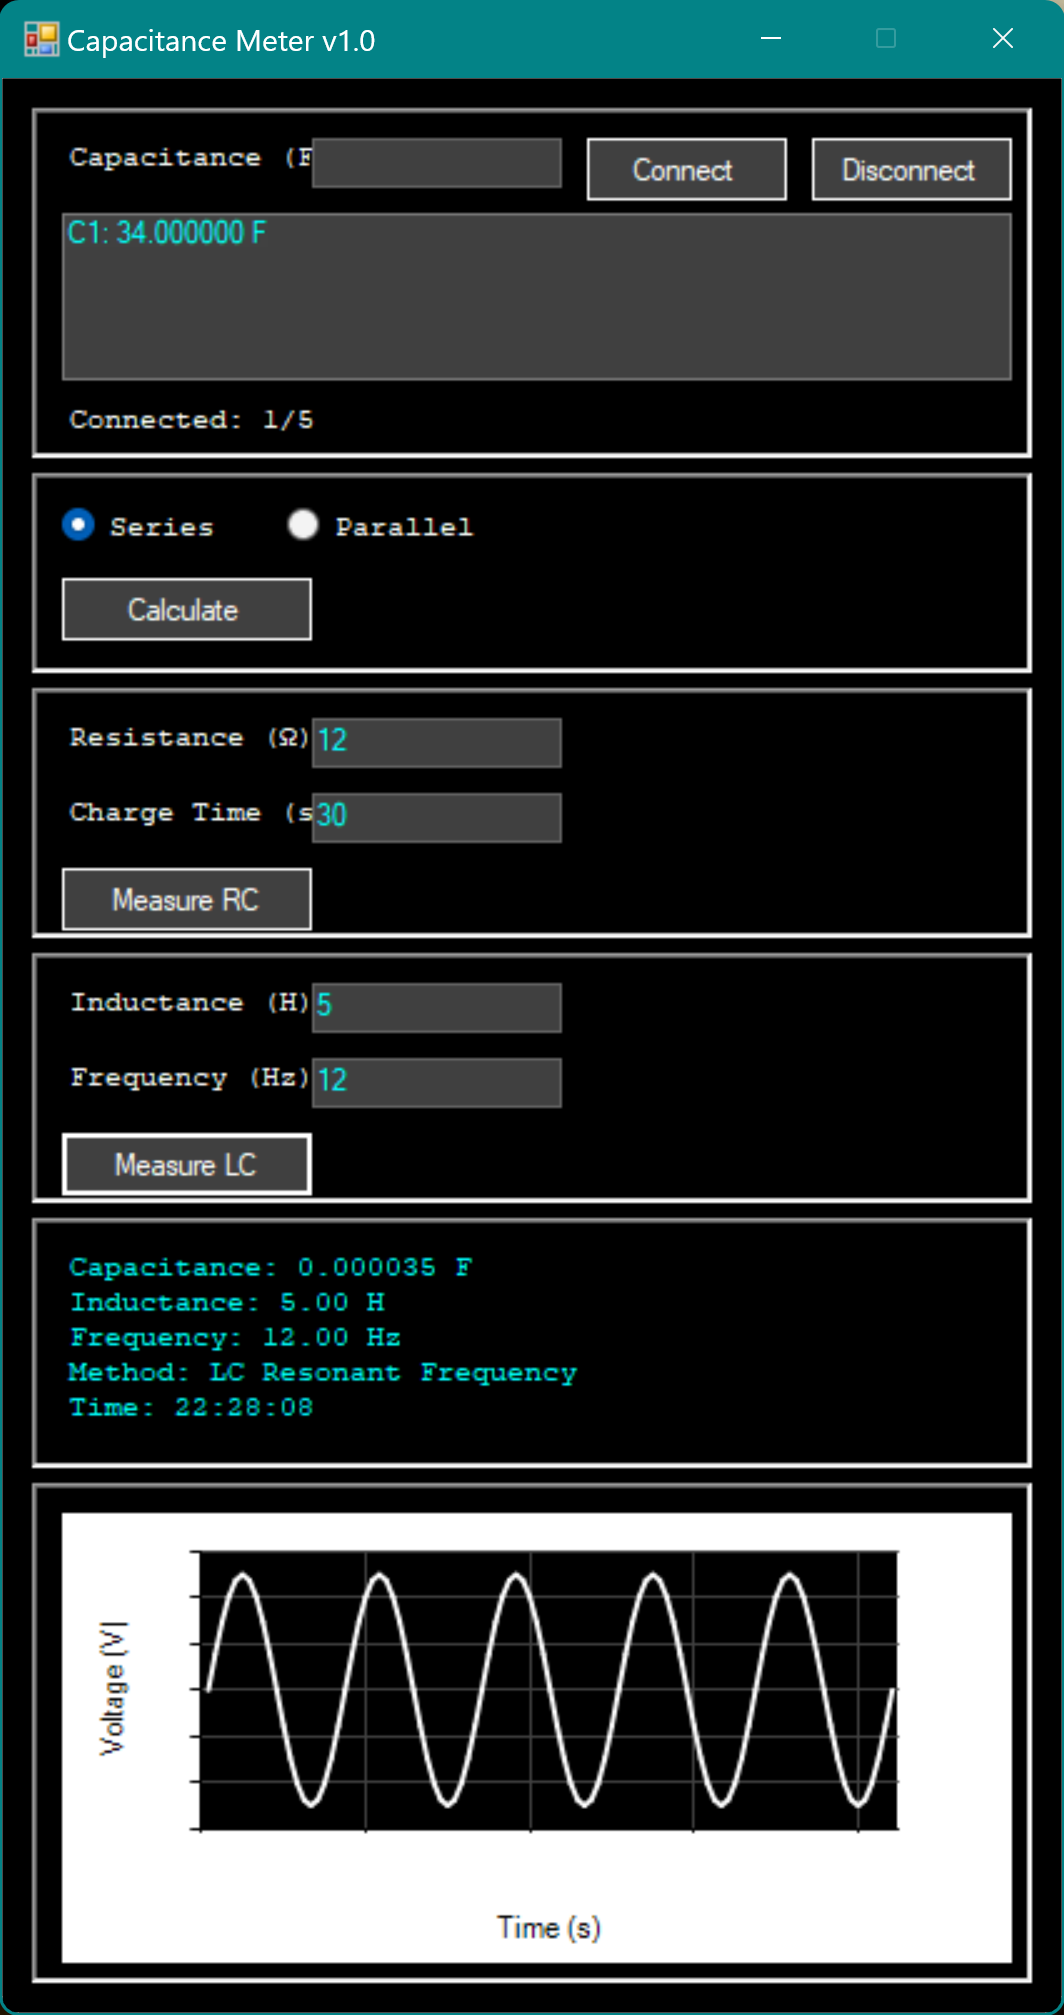 Capacitance Meter v1.0
Capacitance (F
Connect
Disconnect
C1: 34.000000 F
Connected: 1/5
Series
Parallel
Calculate
Resistance (Ω)
12
Charge Time (s
30
Measure RC
Inductance (H)
5
Frequency (Hz)
12
Measure LC
Capacitance: 0.000035 F
Inductance: 5.00 H
Frequency: 12.00 Hz
Method: LC Resonant Frequency
Time: 22:28:08
Voltage (V)
Time (s)